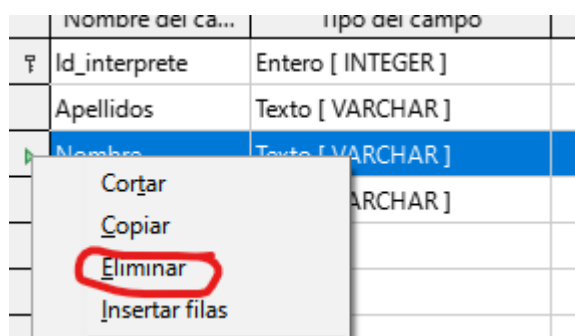 Nombre del ca... Tipo del campo
Id_interprete Entero [ INTEGER ]
Apellidos Texto [ VARCHAR ]
Nombre Texto [ VARCHAR ]
Cortar VARCHAR ]
Copiar
Eliminar
Insertar filas